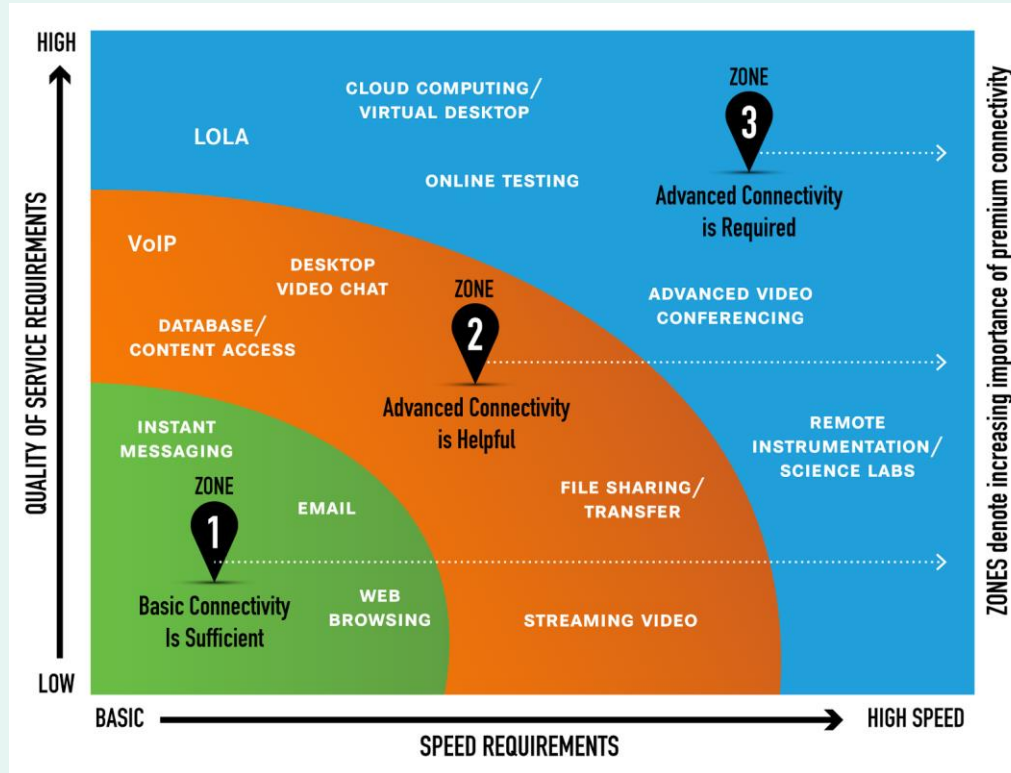 HIGH
QUALITY OF SERVICE REQUIREMENTS
LOW
CLOUD COMPUTING/
VIRTUAL DESKTOP
LOLA
ONLINE TESTING
ZONE
3
Advanced Connectivity
is Required
VoIP
DESKTOP
VIDEO CHAT
DATABASE/
CONTENT ACCESS
ZONE
2
Advanced Connectivity
is Helpful
ADVANCED VIDEO
CONFERENCING
REMOTE
INSTRUMENTATION/
SCIENCE LABS
INSTANT
MESSAGING
ZONE
1
Basic Connectivity
Is Sufficient
EMAIL
WEB
BROWSING
FILE SHARING/
TRANSFER
STREAMING VIDEO
ZONES denote increasing importance of premium connectivity
BASIC
HIGH SPEED
SPEED REQUIREMENTS